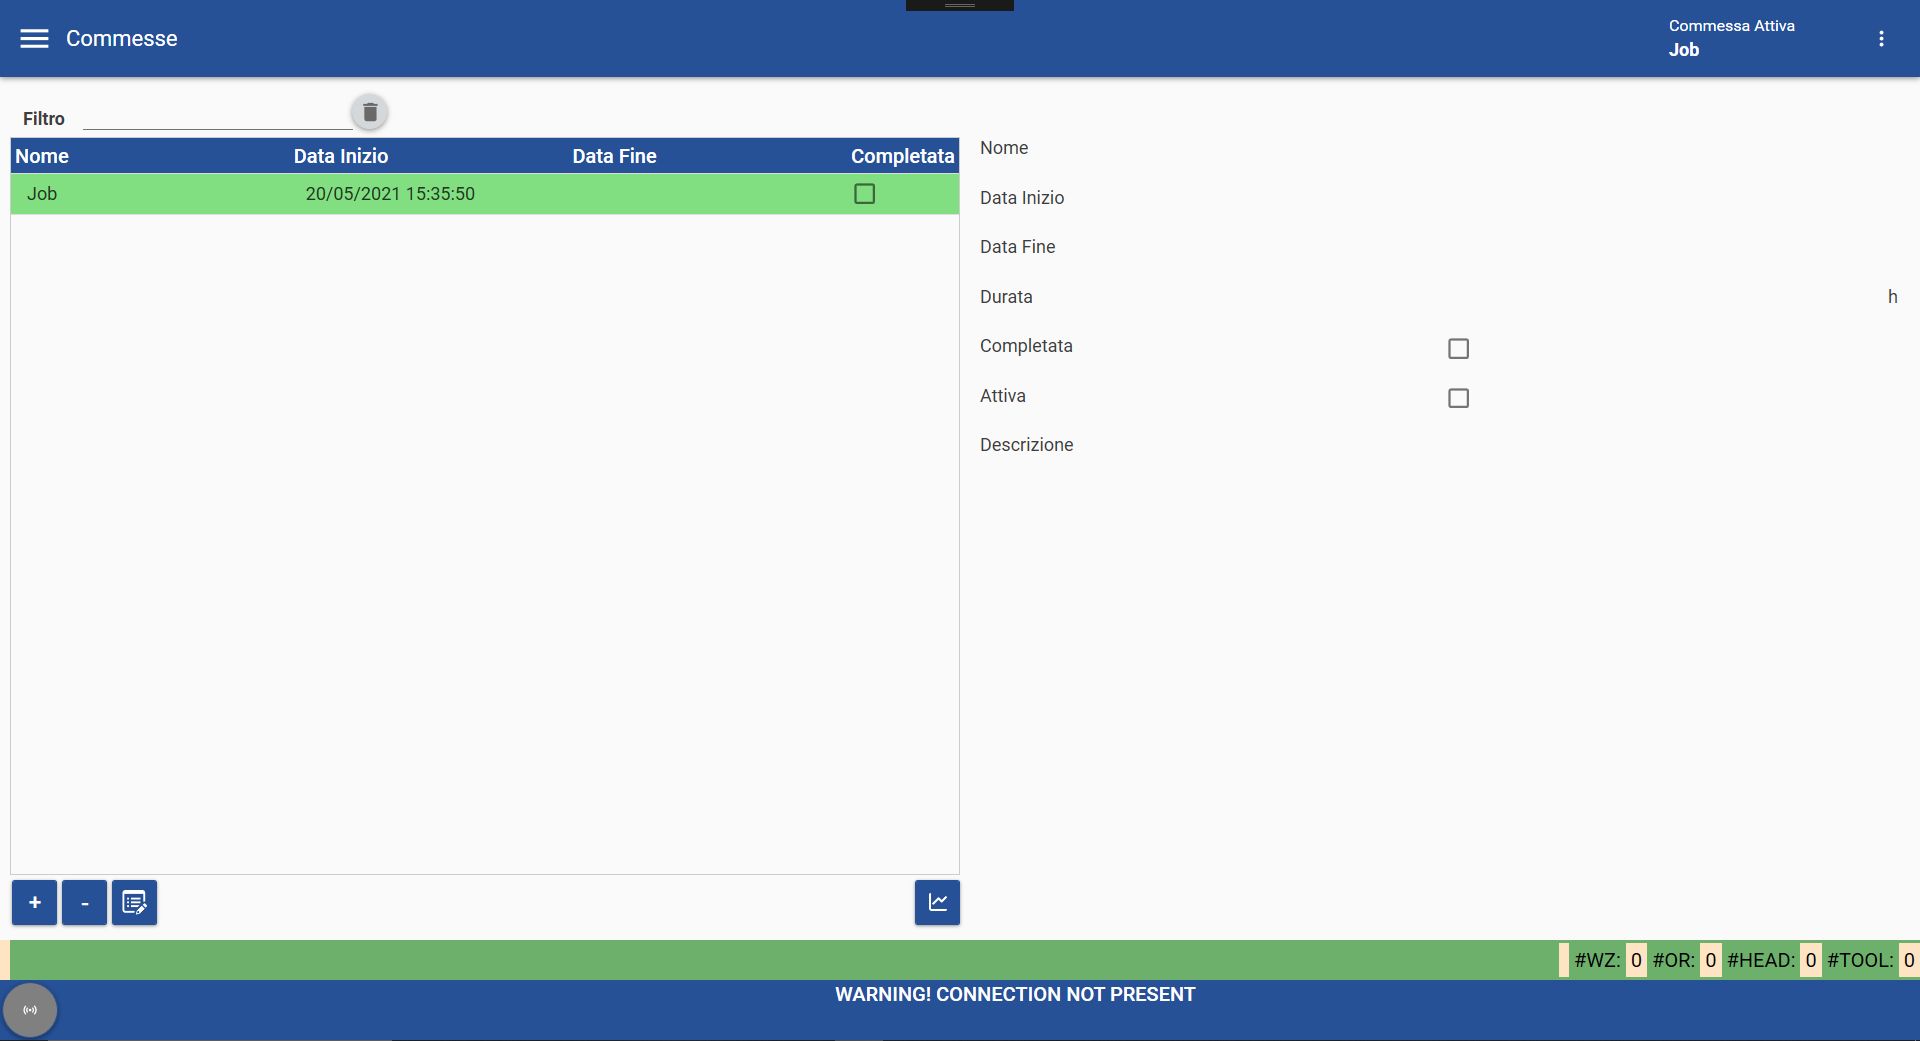 Commesse
Commessa Attiva
Job
Filtro
Nome Data Inizio Data Fine Completata
Job 20/05/2021 15:35:50
Nome
Data Inizio
Data Fine
Durata h
Completata
Attiva
Descrizione
+ -
#WZ: 0 #OR: 0 #HEAD: 0 #TOOL: 0
WARNING! CONNECTION NOT PRESENT